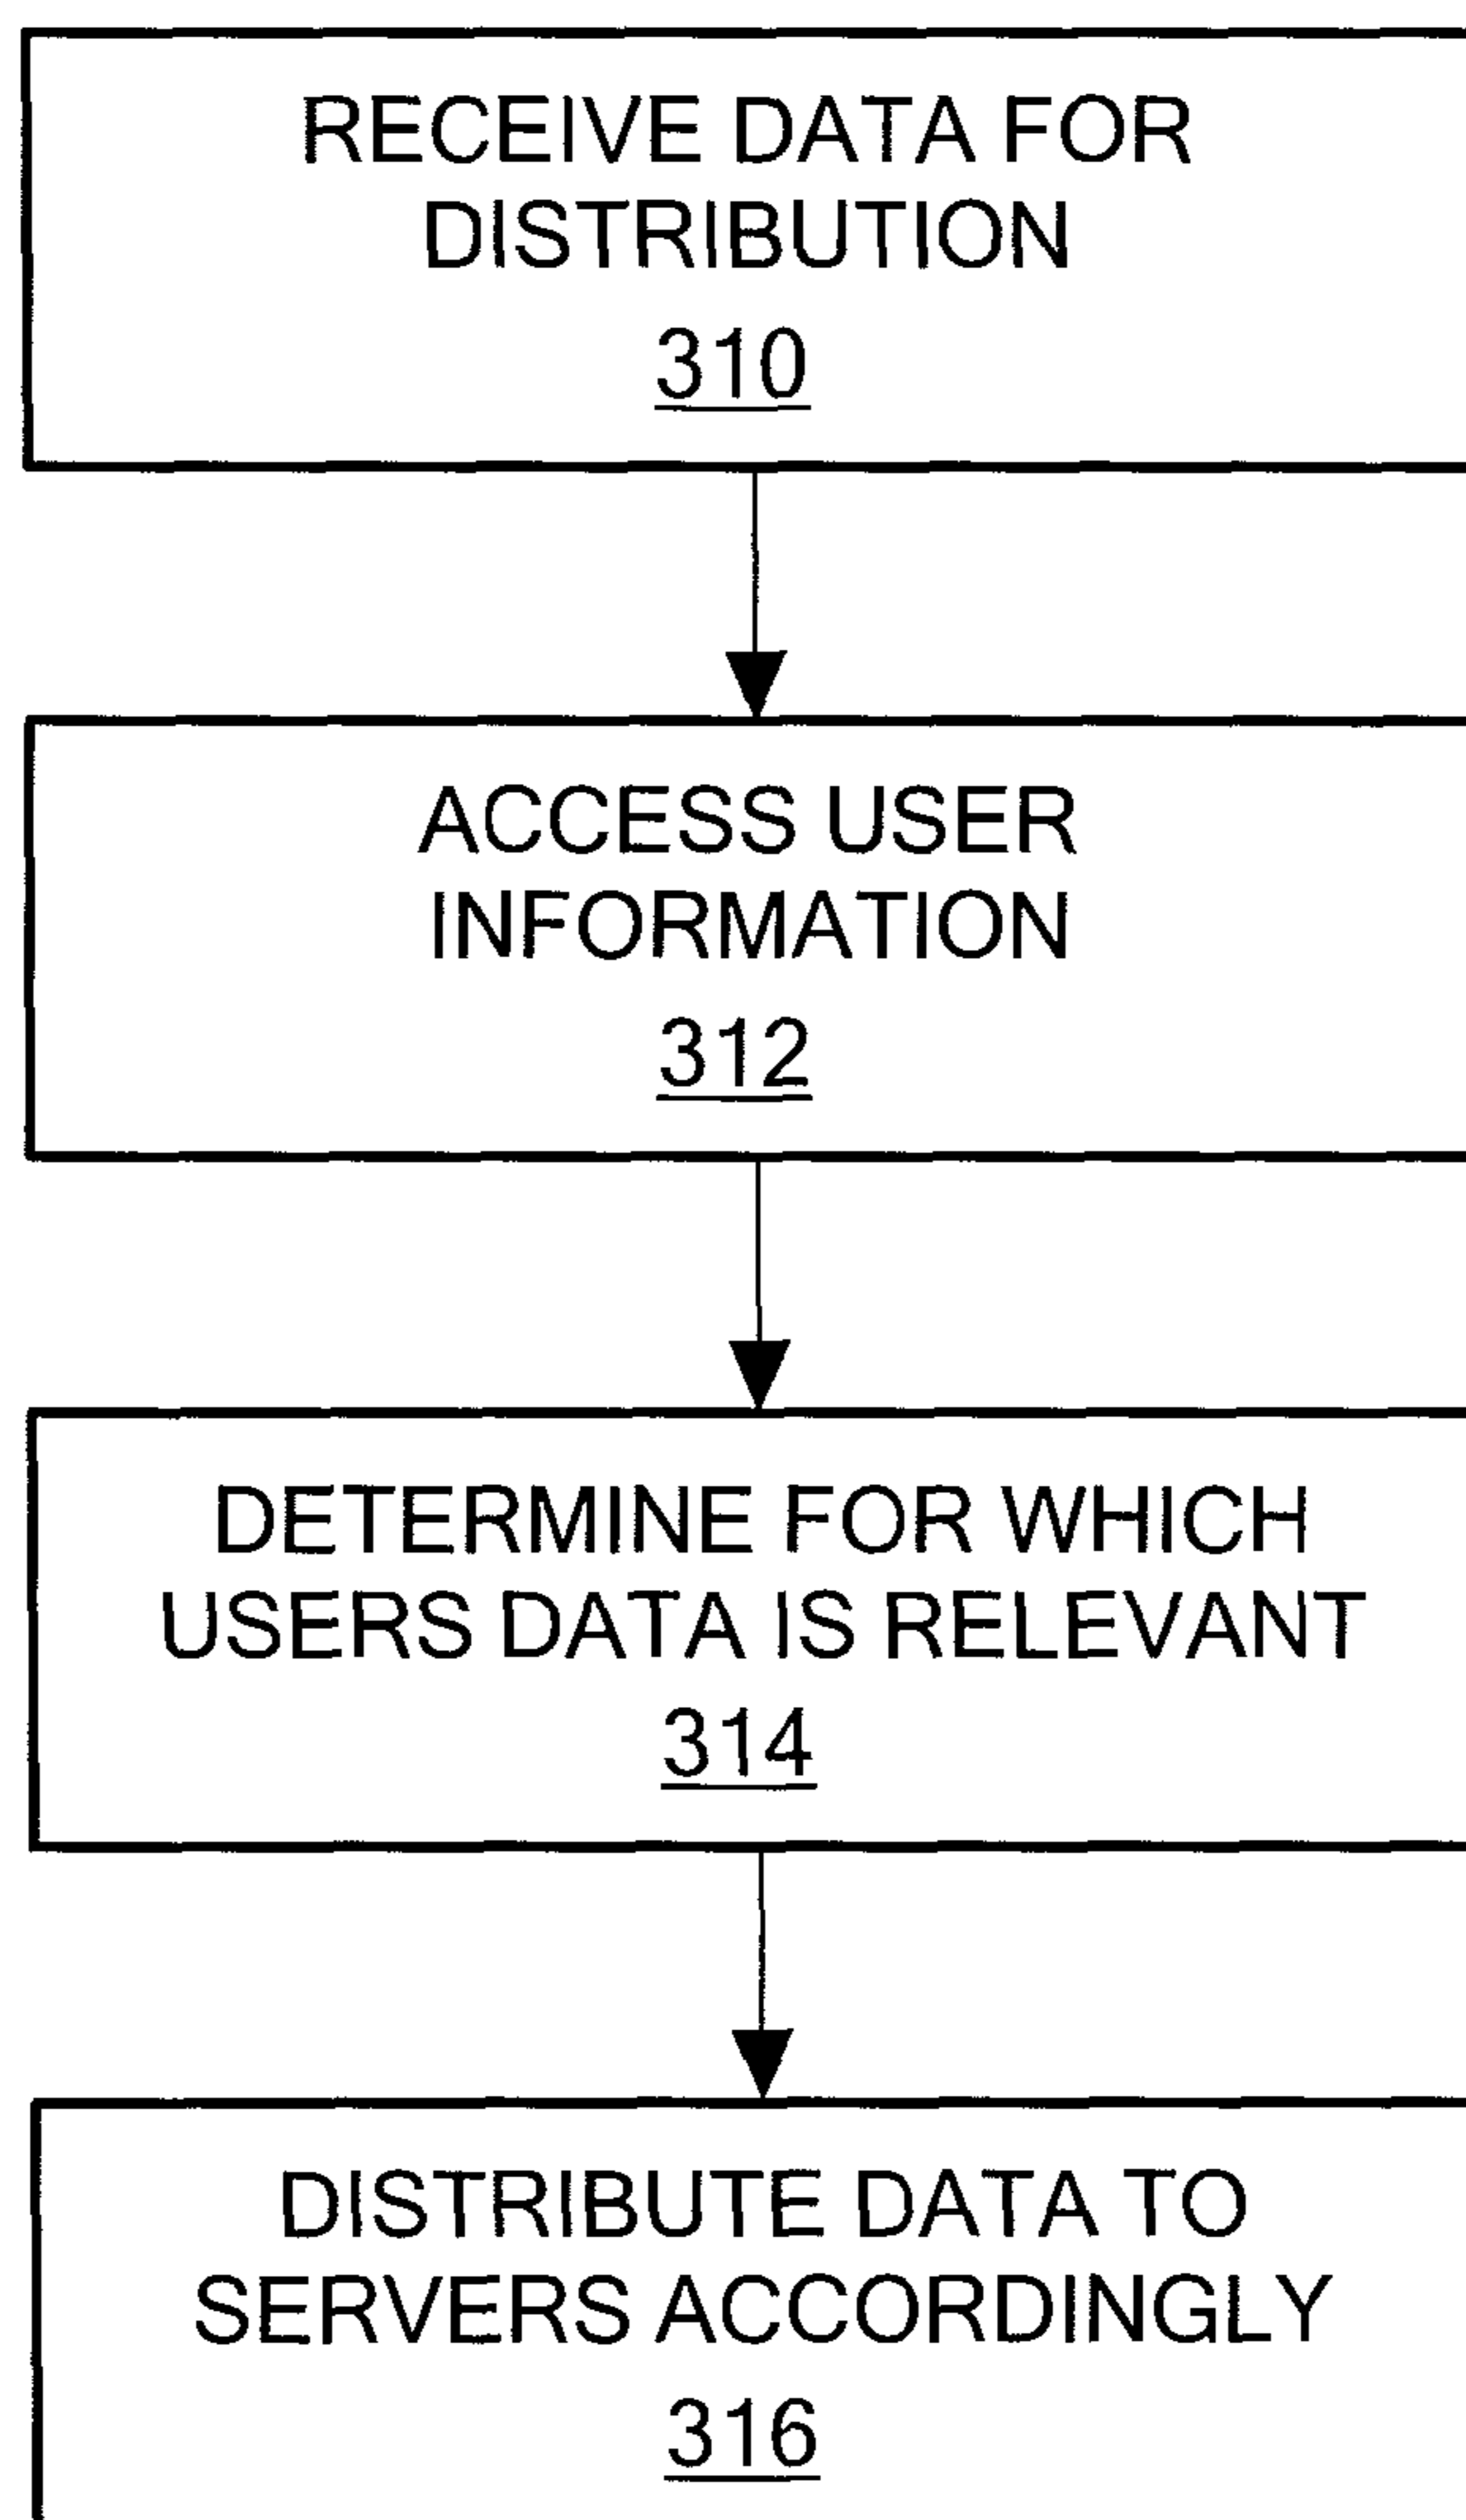 RECEIVE DATA FOR
DISTRIBUTION
310
ACCESS USER
INFORMATION
312
DETERMINE FOR WHICH
USERS DATA IS RELEVANT
314
DISTRIBUTE DATA TO
SERVERS ACCORDINGLY
316